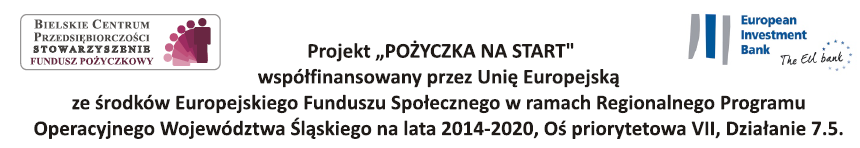 BIELSKIE CENTRUM
PRZEDSIĘBIORCZOŚCI
STOWARZYSZENIE
FUNDUSZ POŻYCZKOWY
European
Investment
Bank
The EU bank
Projekt „POŻYCZKA NA START"
współfinansowany przez Unię Europejską
ze środków Europejskiego Funduszu Społecznego w ramach Regionalnego Programu
Operacyjnego Województwa Śląskiego na lata 2014-2020, Oś priorytetowa VII, Działanie 7.5.